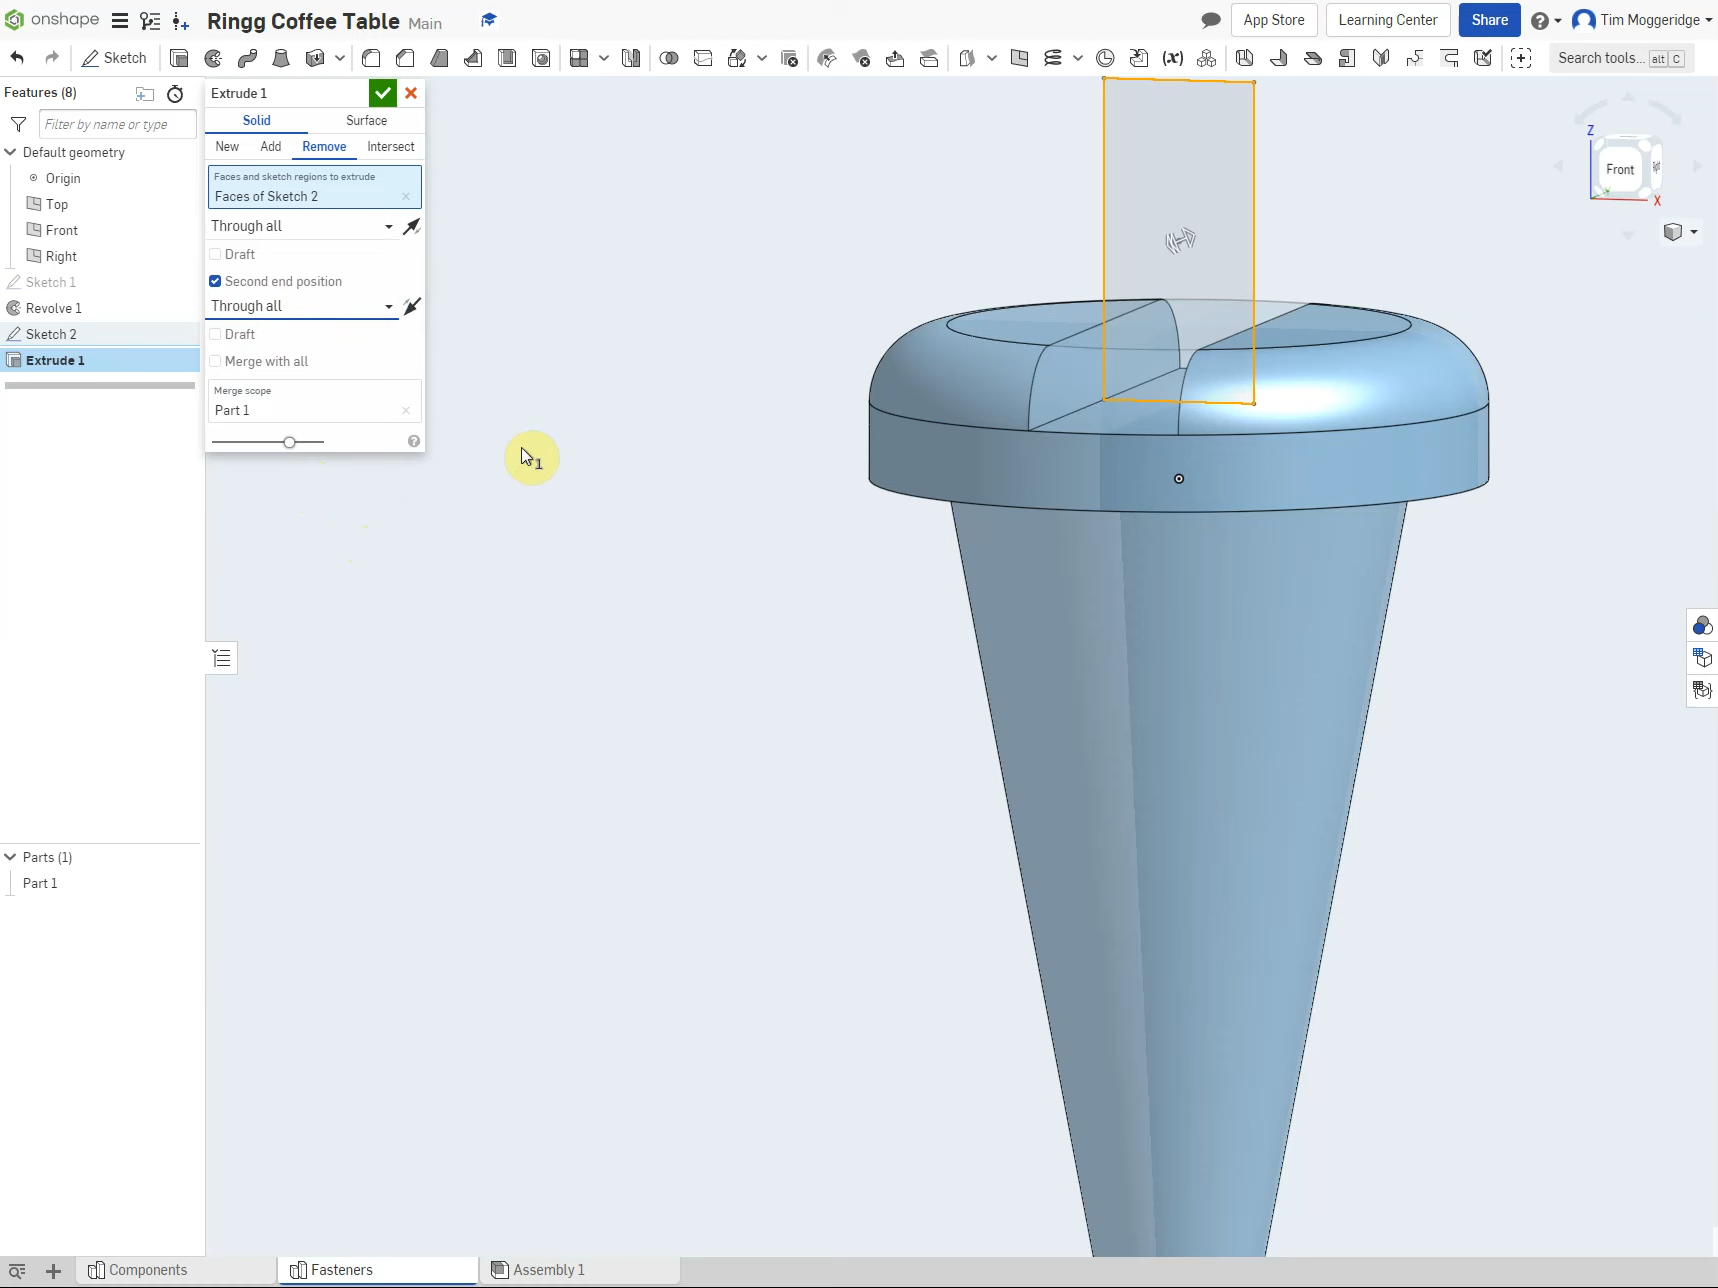 onshape
Ringg Coffee Table Main
App Store
Learning Center
Share
Tim Moggeridge
Sketch
Search tools... alt C
Features (8)
Filter by name or type
Default geometry
Origin
Top
Front
Right
Sketch 1
Revolve 1
Sketch 2
Extrude 1
Extrude 1
Solid
Surface
New
Add
Remove
Intersect
Faces and sketch regions to extrude
Faces of Sketch 2
Through all
Draft
Second end position
Through all
Draft
Merge with all
Merge scope
Part 1
1
Z
Front
Right
X
Parts (1)
Part 1
Components
Fasteners
Assembly 1